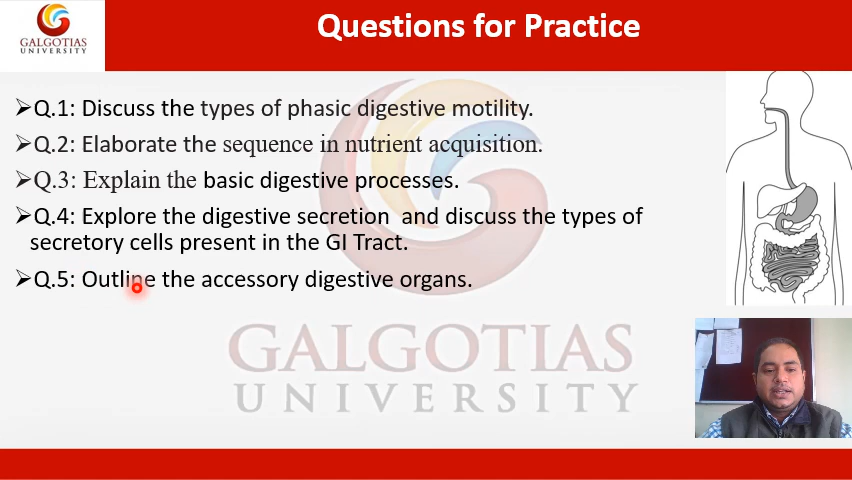 GALGOTIAS
UNIVERSITY
Questions for Practice
➢Q.1: Discuss the types of phasic digestive motility.
➢Q.2: Elaborate the sequence in nutrient acquisition.
➢Q.3: Explain the basic digestive processes.
➢Q.4: Explore the digestive secretion and discuss the types of
secretory cells present in the GI Tract.
➢Q.5: Outline the accessory digestive organs.
GALGOTIAS
UNIVERSITY